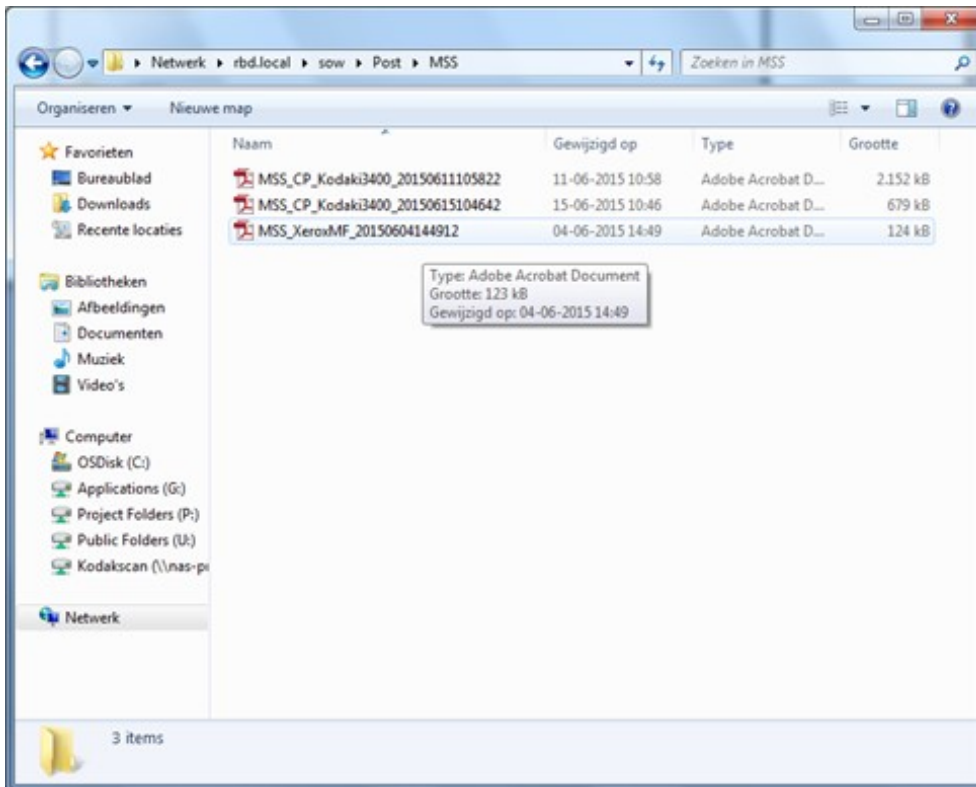 Netwerk ▸ rbd.local ▸ sow ▸ Post ▸ MSS
Zoeken in MSS
Organiseren
Nieuwe map
Naam Gewijzigd op Type Grootte
MSS_CP_Kodaki3400_20150611105822 11-06-2015 10:58 Adobe Acrobat D... 2.152 kB
MSS_CP_Kodaki3400_20150615104642 15-06-2015 10:46 Adobe Acrobat D... 679 kB
MSS_XeroxMF_20150604144912 04-06-2015 14:49 Adobe Acrobat D... 124 kB
Type: Adobe Acrobat Document
Grootte: 123 kB
Gewijzigd op: 04-06-2015 14:49
Favorieten
Bureaublad
Downloads
Recente locaties
Bibliotheken
Afbeeldingen
Documenten
Muziek
Video's
Computer
OSDisk (C:)
Applications (G:)
Project Folders (P:)
Public Folders (U:)
Kodakscan (\\nas-pr
Netwerk
3 items